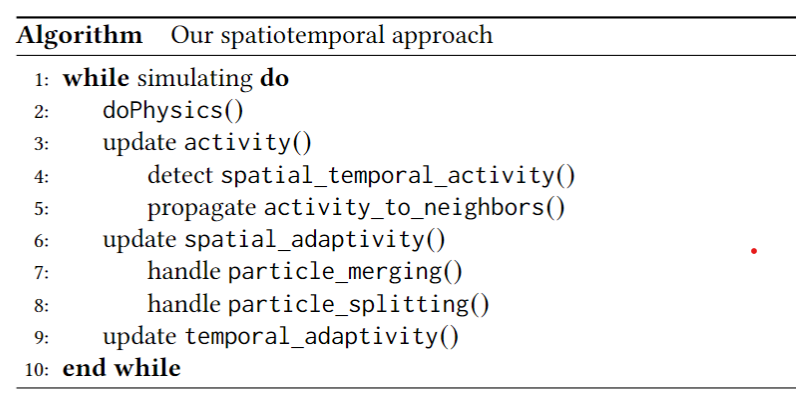 Algorithm Our spatiotemporal approach
1: while simulating do
2: doPhysics()
3: update activity()
4: detect spatial_temporal_activity()
5: propagate activity_to_neighbors()
6: update spatial_adaptivity()
7: handle particle_merging()
8: handle particle_splitting()
9: update temporal_adaptivity()
10: end while